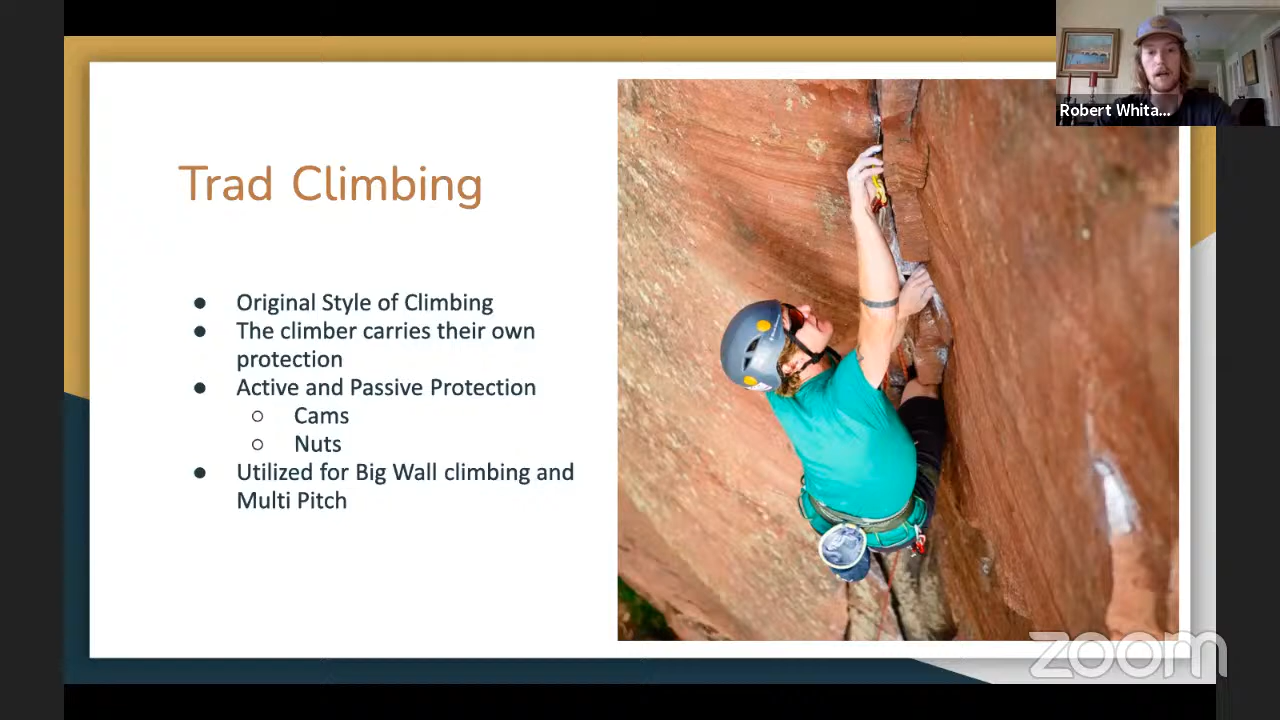 Robert Whita...
Trad Climbing
● Original Style of Climbing
● The climber carries their own
protection
● Active and Passive Protection
○ Cams
○ Nuts
● Utilized for Big Wall climbing and
Multi Pitch
zoom